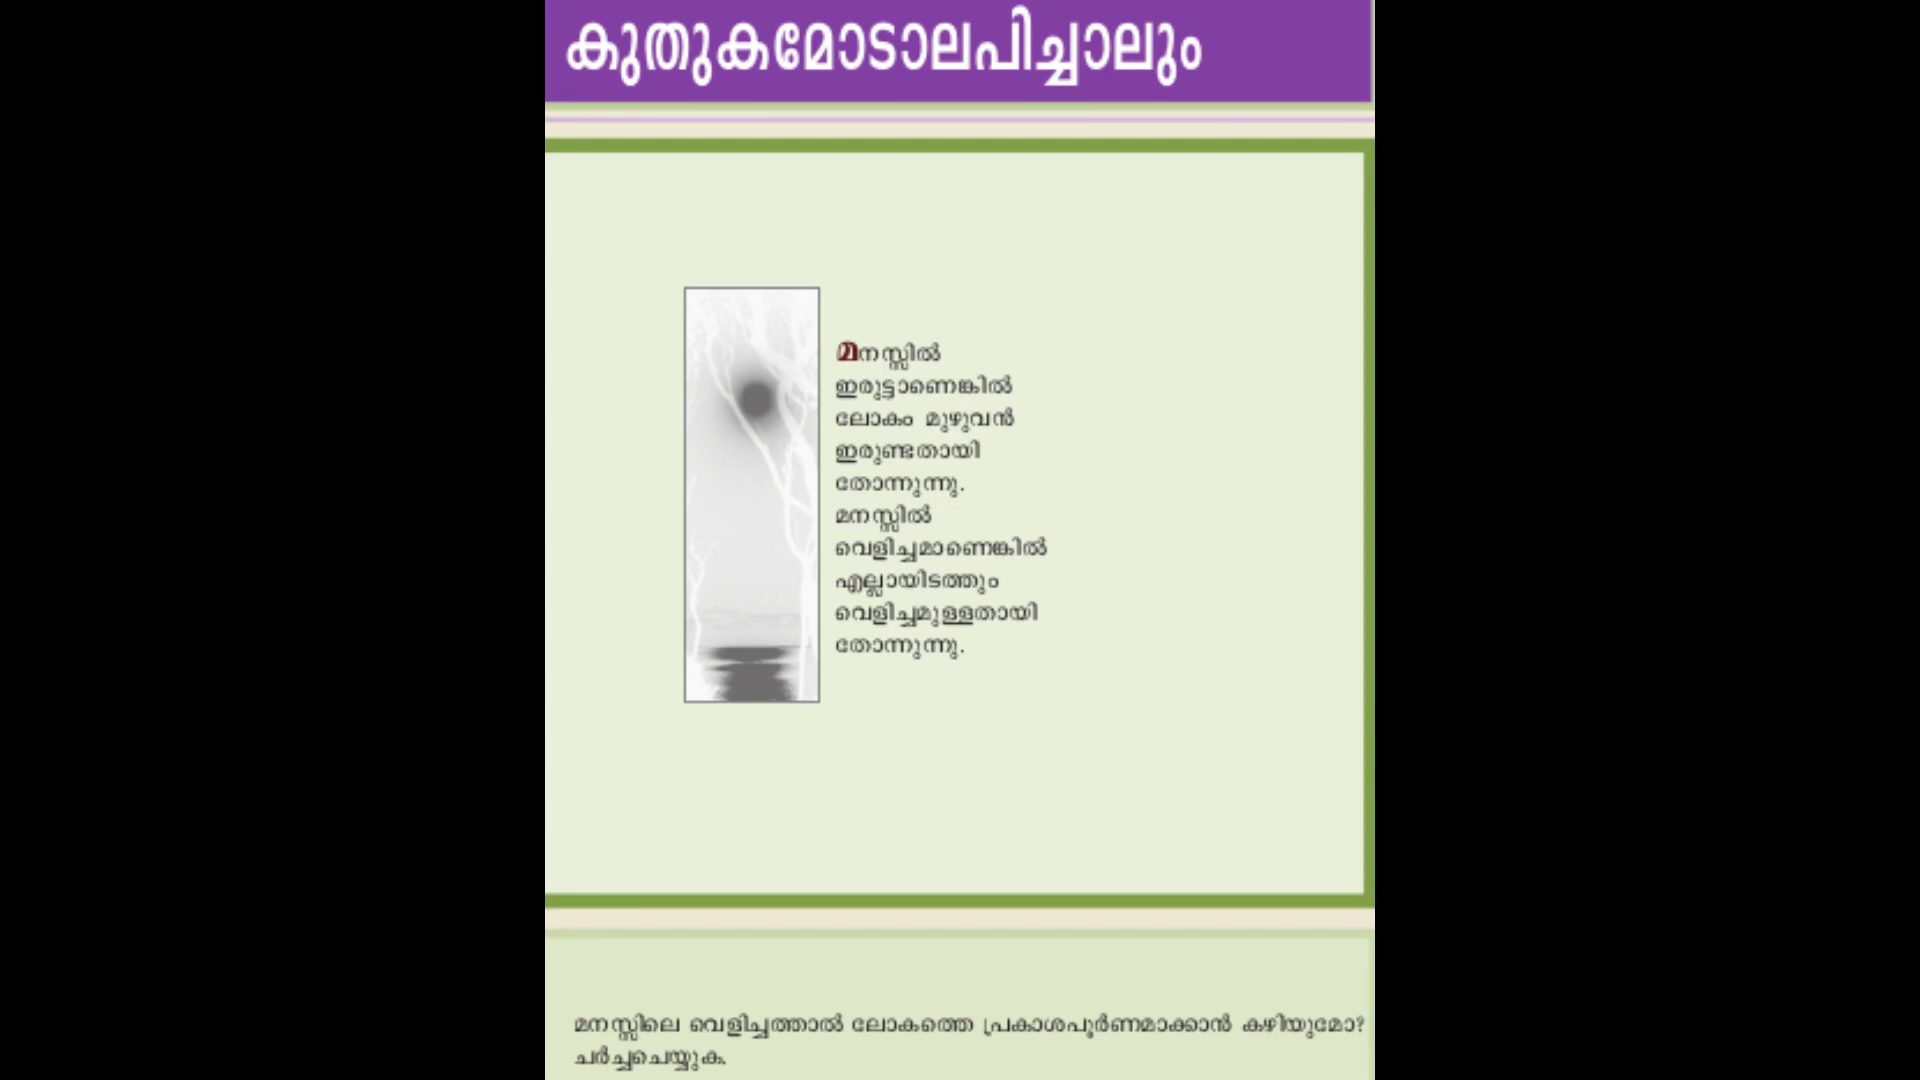 കുതുകമോടാലപിച്ചാലും
മനസ്സിൽ
ഇരുട്ടാണെങ്കിൽ
ലോകം മുഴുവൻ
ഇരുണ്ടതായി
തോന്നുന്നു.
മനസ്സിൽ
വെളിച്ചമാണെങ്കിൽ
എല്ലായിടത്തും
വെളിച്ചമുള്ളതായി
തോന്നുന്നു.
മനസ്സിലെ വെളിച്ചത്താൽ ലോകത്തെ പ്രകാശപൂർണമാക്കാൻ കഴിയുമോ?
ചർച്ചചെയ്യുക.